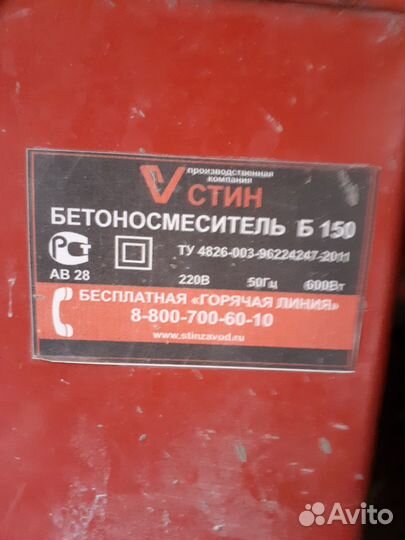 производственная
компания
V СТИН
БЕТОНОСМЕСИТЕЛЬ Б 150
РСТ ТУ 4826-003-96224247-2011
АВ 28 220В 50Гц 600Вт
БЕСПЛАТНАЯ «ГОРЯЧАЯ ЛИНИЯ»
8-800-700-60-10
www.stinzavod.ru
Avito